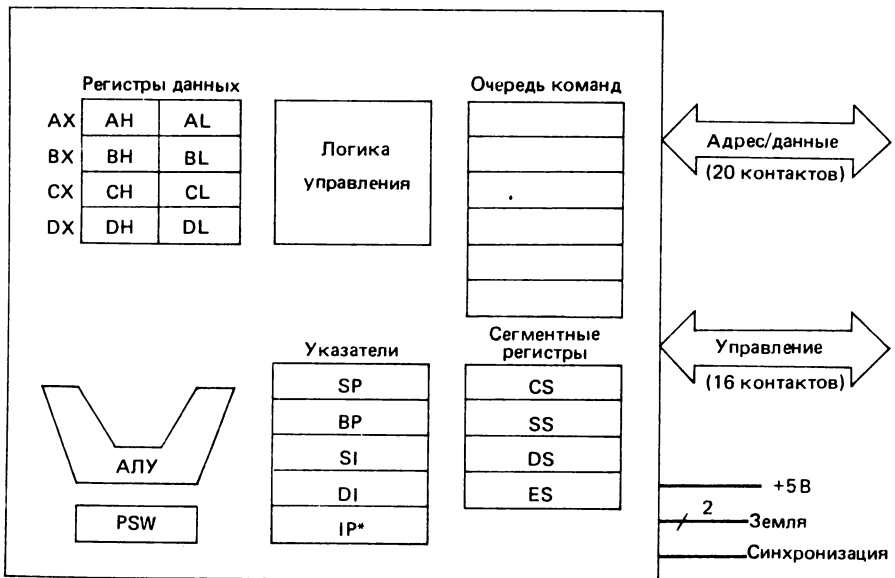 Регистры данных
AX AH AL
BX BH BL
CX CH CL
DX DH DL
Логика
управления
Очередь команд
Адрес/данные
(20 контактов)
Управление
(16 контактов)
Указатели
SP
BP
SI
DI
IP*
Сегментные
регистры
CS
SS
DS
ES
АЛУ
PSW
+5В
2
Земля
Синхронизация